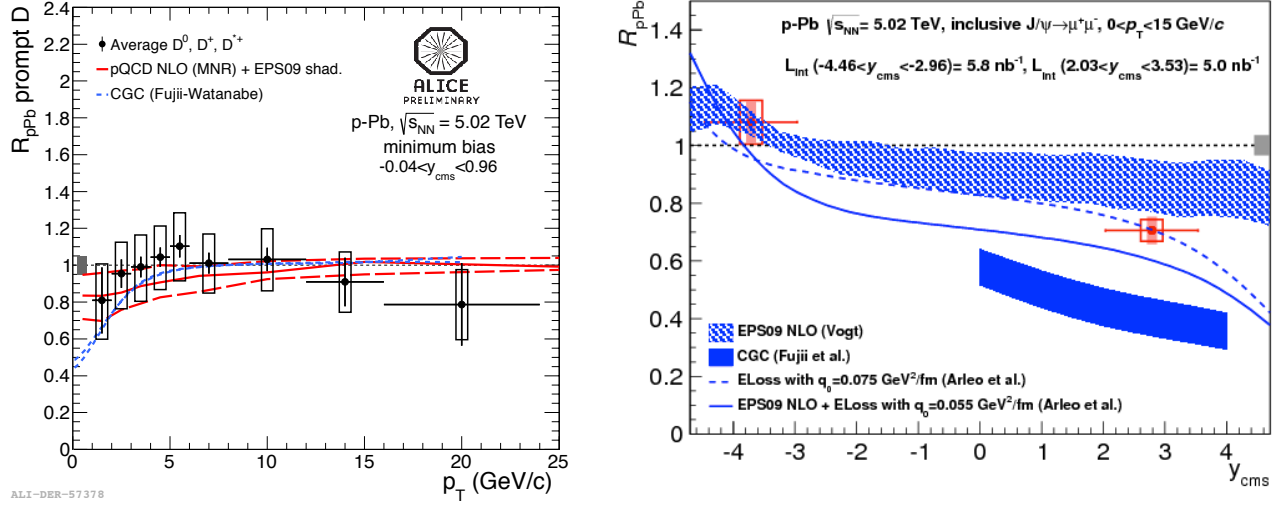 R_pPb prompt D
2.4
2.2
2
1.8
1.6
1.4
1.2
1
0.8
0.6
0.4
0.2
0
Average D^0, D^+, D^*+
pQCD NLO (MNR) + EPS09 shad.
CGC (Fujii-Watanabe)
ALICE
PRELIMINARY
p-Pb, √s_NN = 5.02 TeV
minimum bias
-0.04<y_cms<0.96
0 5 10 15 20 25
p_T (GeV/c)
ALI-DER-57378
R_pPb
1.4
1.2
1
0.8
0.6
0.4
0.2
0
p-Pb √s_NN = 5.02 TeV, inclusive J/ψ→μ^+μ^-, 0<p_T<15 GeV/c
L_Int (-4.46<y_cms<-2.96)= 5.8 nb^-1, L_Int (2.03<y_cms<3.53)= 5.0 nb^-1
EPS09 NLO (Vogt)
CGC (Fujii et al.)
ELoss with q_0=0.075 GeV^2/fm (Arleo et al.)
EPS09 NLO + ELoss with q_0=0.055 GeV^2/fm (Arleo et al.)
-4 -3 -2 -1 0 1 2 3 4
y_cms